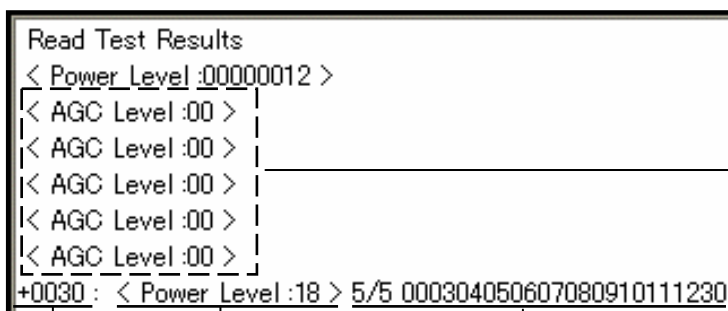 Read Test Results
< Power Level :00000012 >
< AGC Level :00 >
< AGC Level :00 >
< AGC Level :00 >
< AGC Level :00 >
< AGC Level :00 >
+0030 : < Power Level :18 > 5/5 000304050607080910111230